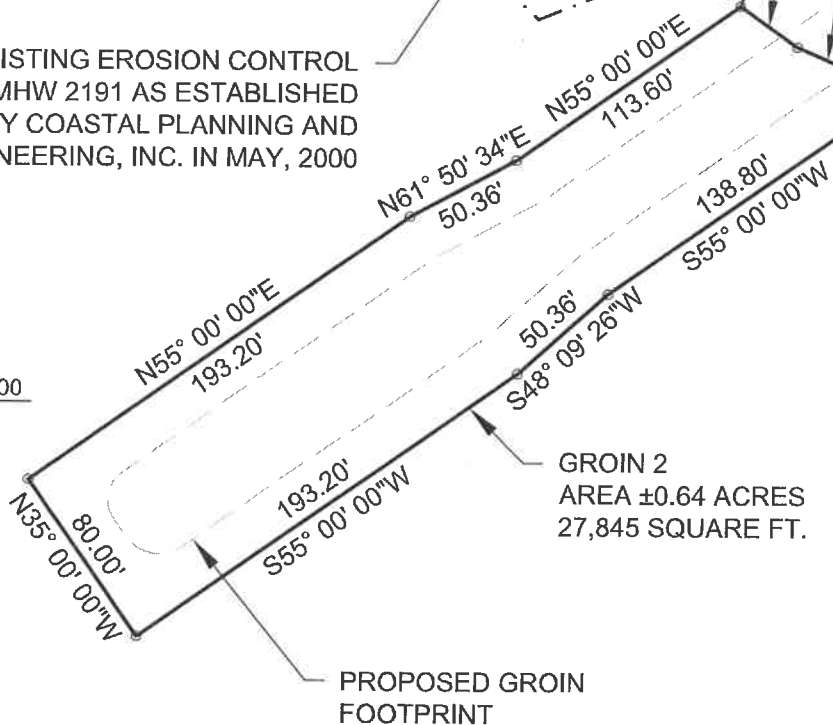 ISTING EROSION CONTROL
MHW 2191 AS ESTABLISHED
Y COASTAL PLANNING AND
NEERING, INC. IN MAY, 2000
N55° 00' 00"E
113.60'
N61° 50' 34"E
50.36'
138.80'
S55° 00' 00"W
N55° 00' 00"E
193.20'
50.36'
S48° 09' 26"W
00
GROIN 2
AREA ±0.64 ACRES
27,845 SQUARE FT.
193.20'
S55° 00' 00"W
80.00'
N35° 00' 00"W
PROPOSED GROIN
FOOTPRINT